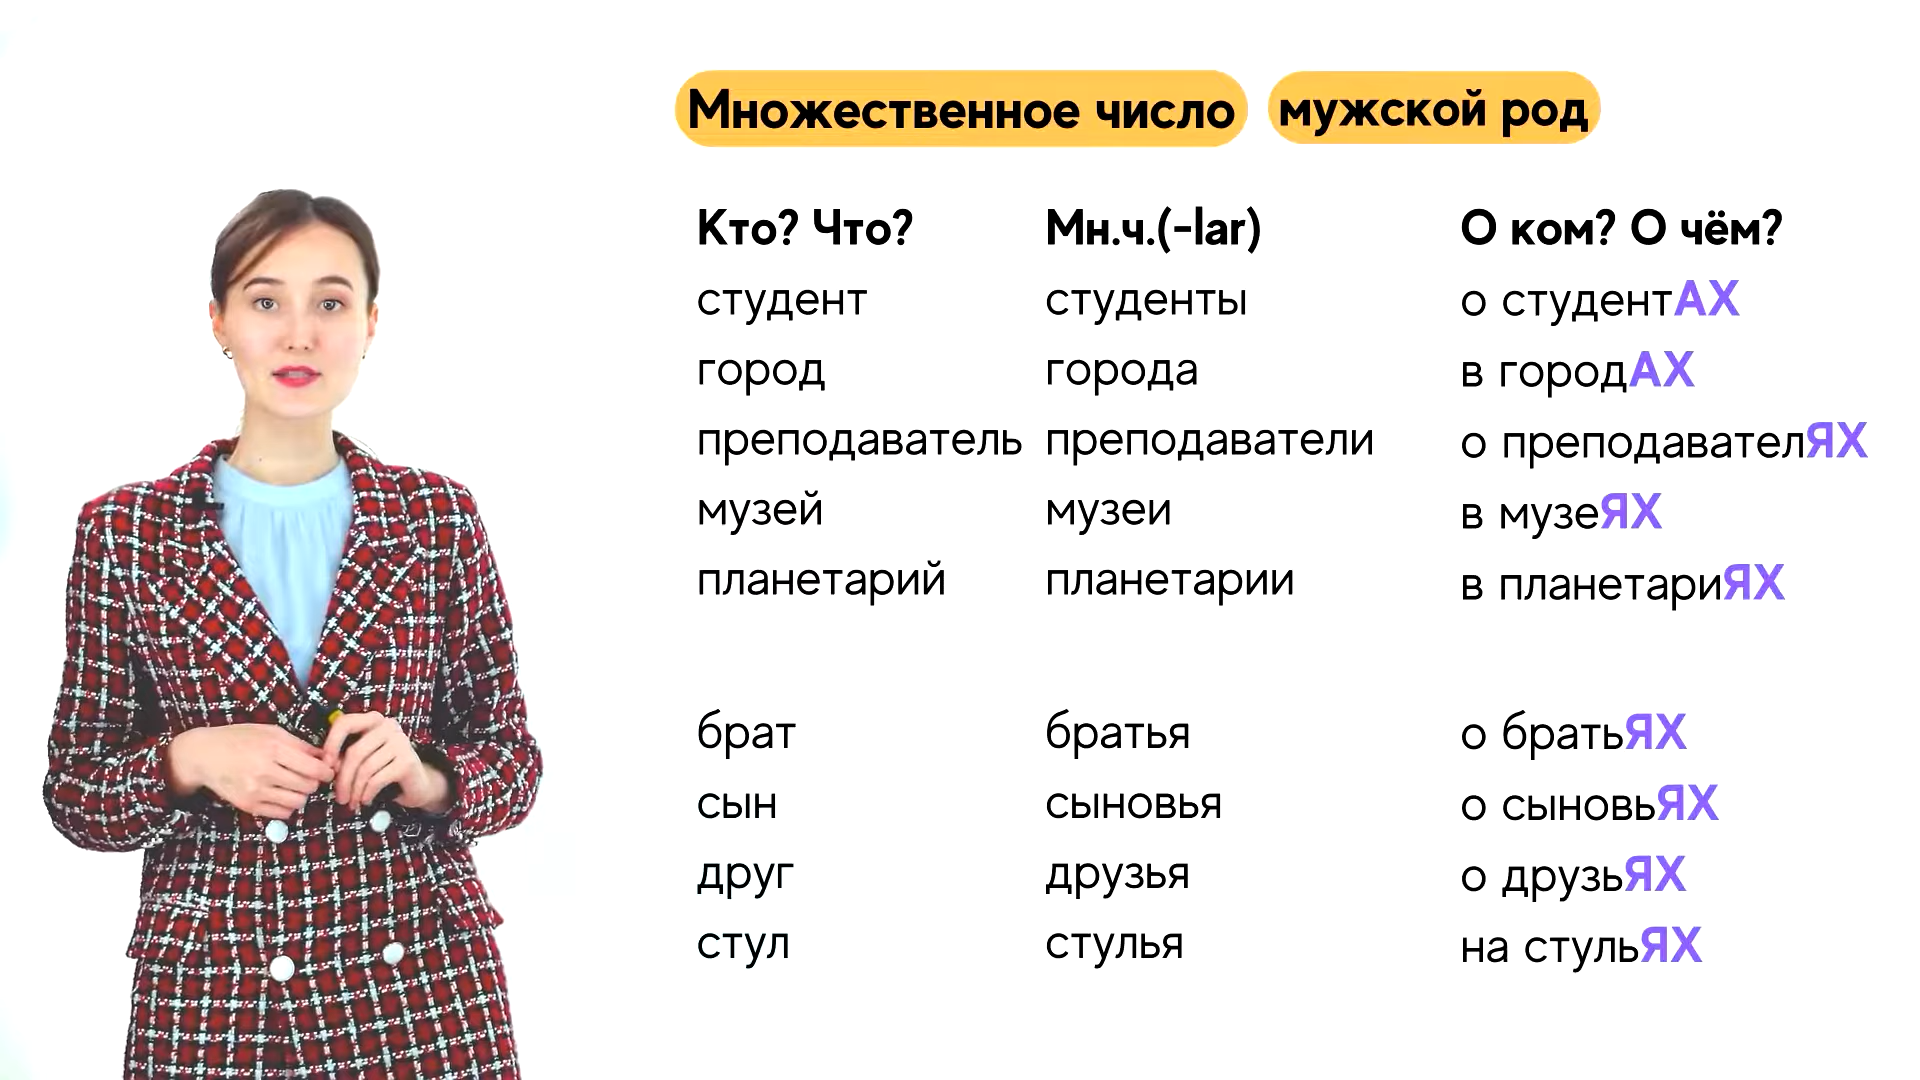 Множественное число мужской род
Кто? Что? Мн.ч.(-lar) О ком? О чём?
студент студенты о студентАХ
город города в городАХ
преподаватель преподаватели о преподавателЯХ
музей музеи в музеЯХ
планетарий планетарии в планетариЯХ
брат братья о братьЯХ
сын сыновья о сыновьЯХ
друг друзья о друзьЯХ
стул стулья на стульЯХ